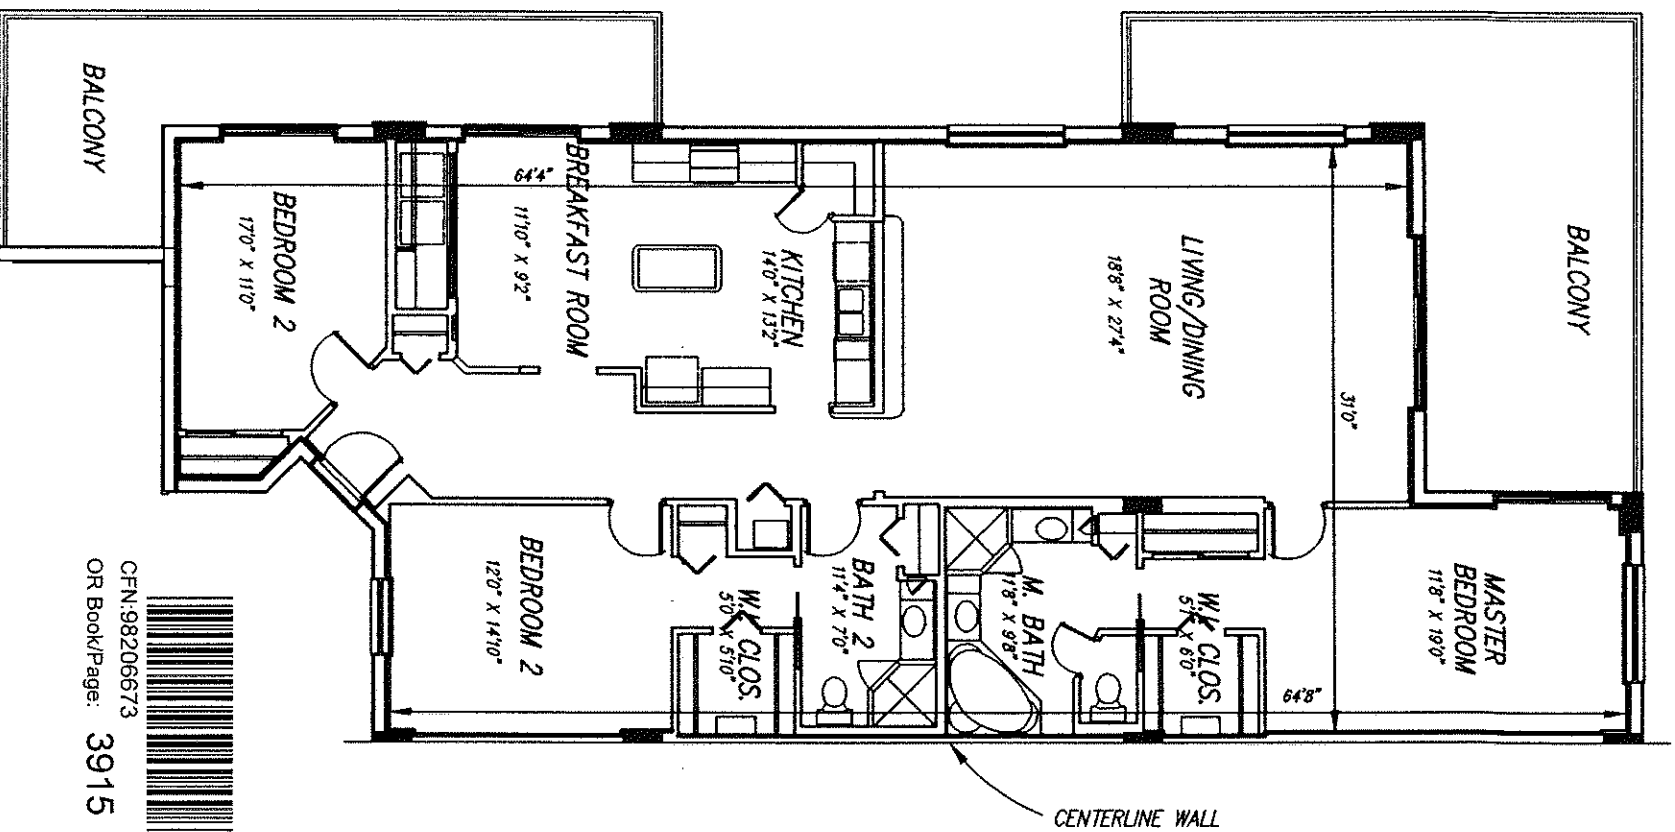 BALCONY
BEDROOM 2
17'0" X 11'0"
64'4"
BREAKFAST ROOM
11'10" X 9'2"
KITCHEN
14'0" X 13'2"
LIVING/DINING
ROOM
18'8" X 27'4"
31'0"
BALCONY
BEDROOM 2
12'0" X 14'10"
W.K CLOS.
5'0" X 5'10"
BATH 2
11'4" X 7'0"
M. BATH
11'8" X 9'8"
W.K CLOS.
X 6'0"
64'8"
MASTER
BEDROOM
11'8" X 19'0"
CENTERLINE WALL
CFN:98206673
OR Book/Page: 3915